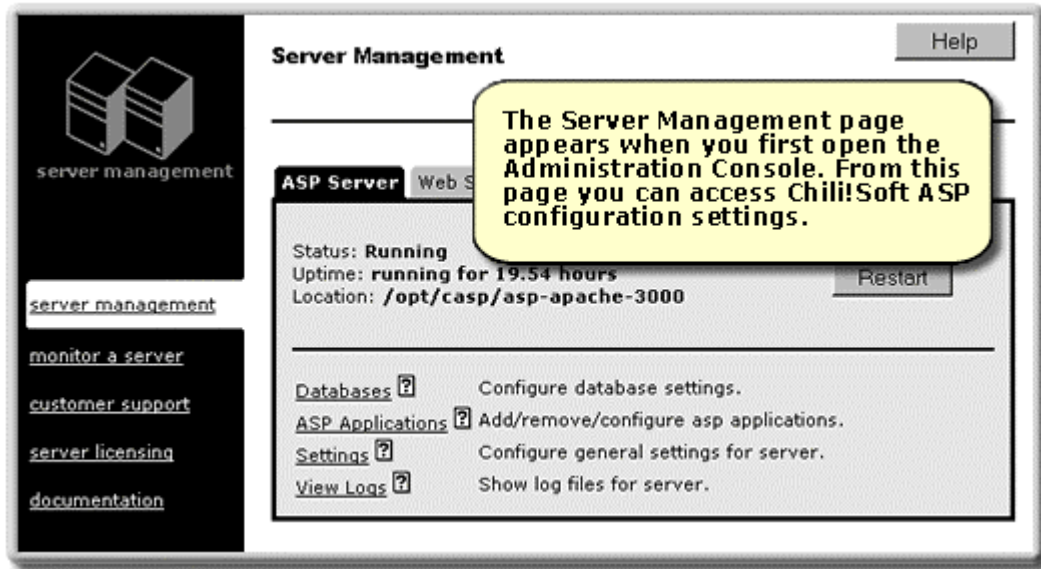 Server Management
Help
The Server Management page
appears when you first open the
Administration Console. From this
page you can access Chili!Soft ASP
configuration settings.
server management
ASP Server
Web S
Status: Running
Uptime: running for 19.54 hours
Location: /opt/casp/asp-apache-3000
Restart
server management
monitor a server
customer support
server licensing
documentation
Databases ? Configure database settings.
ASP Applications ? Add/remove/configure asp applications.
Settings ? Configure general settings for server.
View Logs ? Show log files for server.